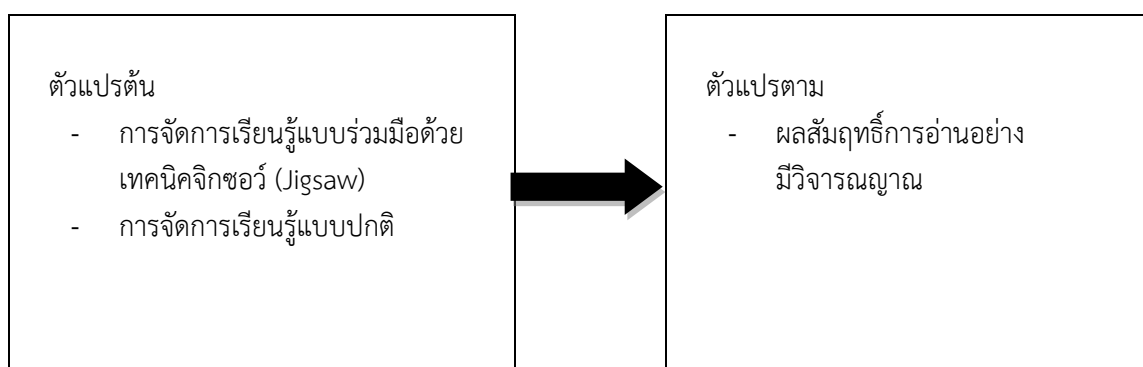 ตัวแปรต้น
- การจัดการเรียนรู้แบบร่วมมือด้วย
เทคนิคจิกซอว์ (Jigsaw)
- การจัดการเรียนรู้แบบปกติ
ตัวแปรตาม
- ผลสัมฤทธิ์การอ่านอย่าง
มีวิจารณญาณ